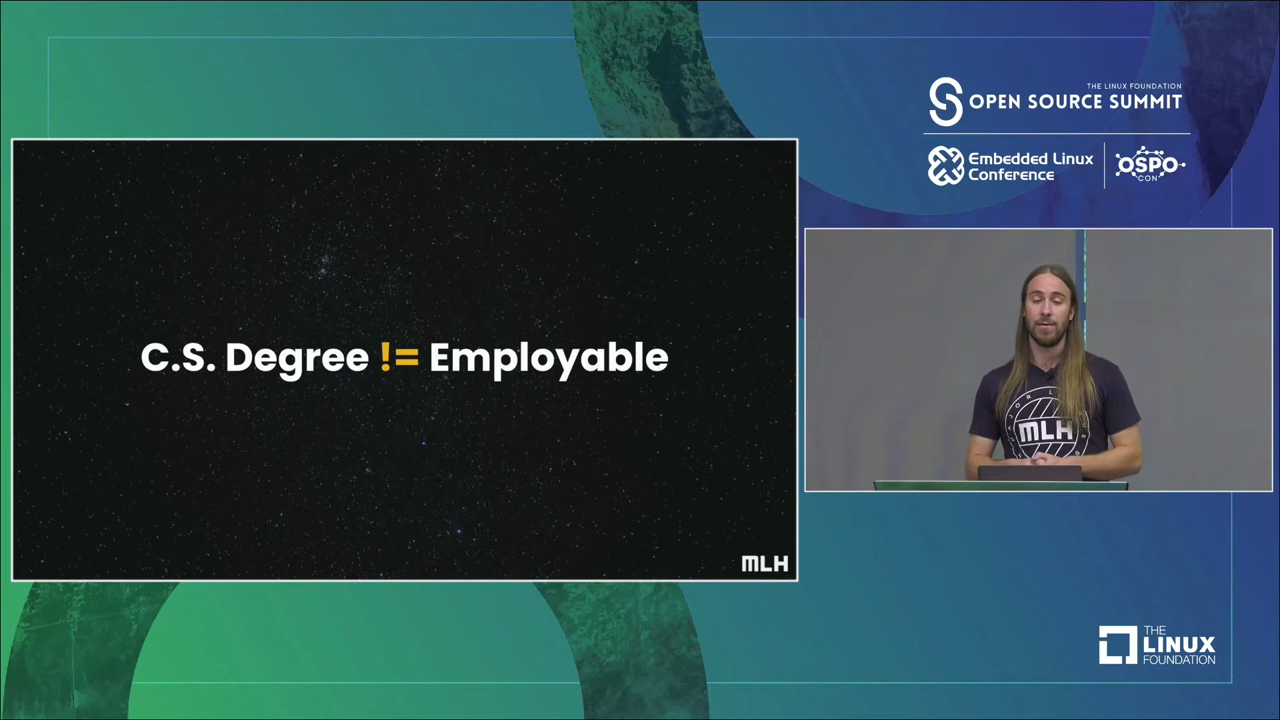 THE LINUX FOUNDATION
OPEN SOURCE SUMMIT
Embedded Linux
Conference
OSPO
CON
C.S. Degree != Employable
MLH
MLH
THE
LINUX
FOUNDATION